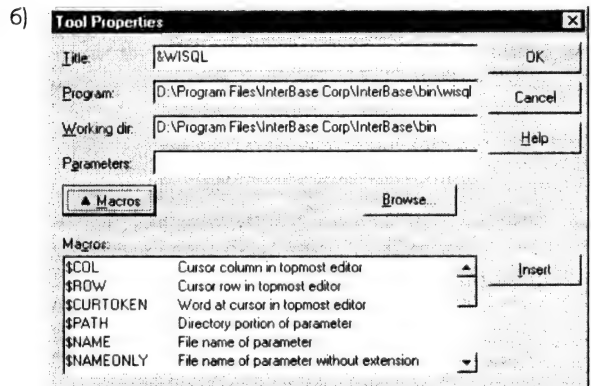 б)
Tool Properties
Title: &WISQL
OK
Program: D:\Program Files\InterBase Corp\InterBase\bin\wisql
Cancel
Working dir: D:\Program Files\InterBase Corp\InterBase\bin
Help
Parameters:
▲ Macros
Browse...
Macros:
$COL Cursor column in topmost editor
Insert
$ROW Cursor row in topmost editor
$CURTOKEN Word at cursor in topmost editor
$PATH Directory portion of parameter
$NAME File name of parameter
$NAMEONLY File name of parameter without extension